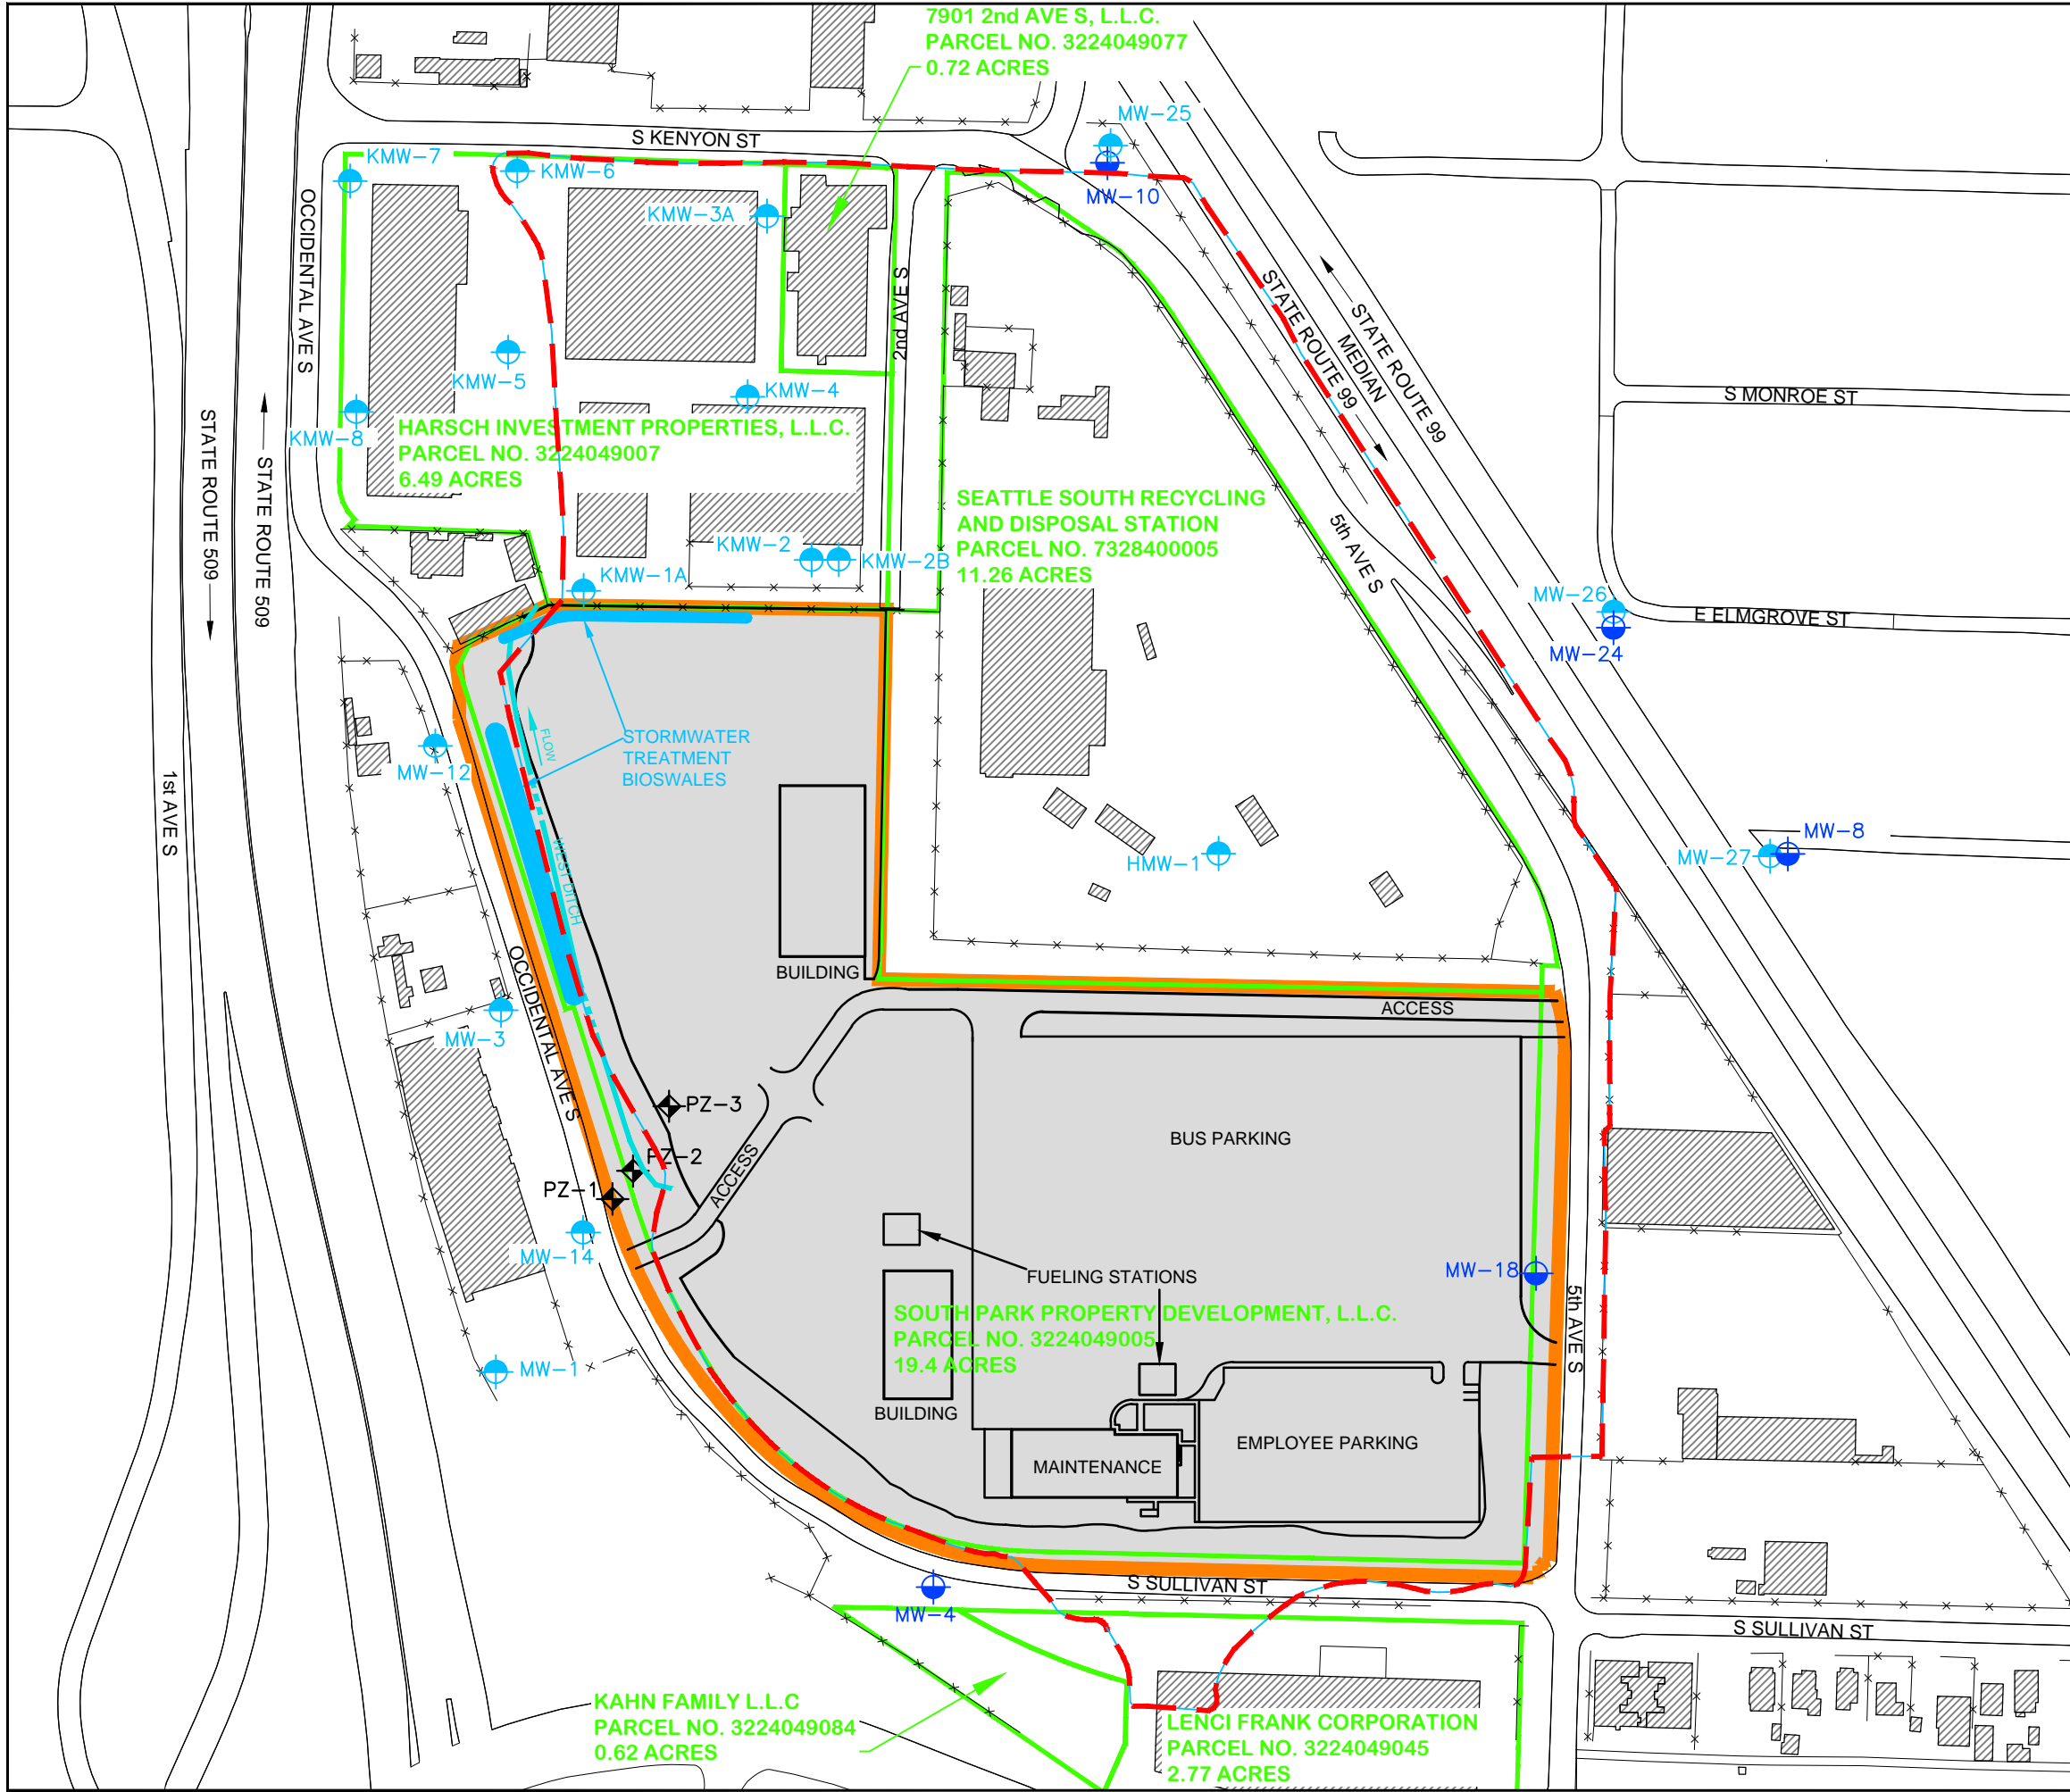 7901 2nd AVE S, L.L.C.
PARCEL NO. 3224049077
0.72 ACRES
MW-25
S KENYON ST
KMW-7
KMW-6
MW-10
OCCIDENTAL AVE S
KMW-3A
2nd AVE S
STATE ROUTE 99
MEDIAN
STATE ROUTE 99
KMW-5
KMW-4
S MONROE ST
KMW-8
HARSCH INVESTMENT PROPERTIES, L.L.C.
PARCEL NO. 3224049007
6.49 ACRES
STATE ROUTE 509
STATE ROUTE 509
SEATTLE SOUTH RECYCLING
AND DISPOSAL STATION
PARCEL NO. 7328400005
11.26 ACRES
5th AVE S
KMW-2
KMW-2B
KMW-1A
MW-26
E ELMGROVE ST
MW-24
FLOW
STORMWATER
TREATMENT
BIOSWALES
MW-12
1st AVE S
MW-8
MW-27
HMW-1
WEST DITCH
BUILDING
OCCIDENTAL AVE S
ACCESS
MW-3
PZ-3
BUS PARKING
PZ-2
ACCESS
PZ-1
MW-14
MW-18
FUELING STATIONS
5th AVE S
SOUTH PARK PROPERTY DEVELOPMENT, L.L.C.
PARCEL NO. 3224049005
19.4 ACRES
MW-1
BUILDING
EMPLOYEE PARKING
MAINTENANCE
S SULLIVAN ST
MW-4
S SULLIVAN ST
KAHN FAMILY L.L.C
PARCEL NO. 3224049084
0.62 ACRES
LENCI FRANK CORPORATION
PARCEL NO. 3224049045
2.77 ACRES